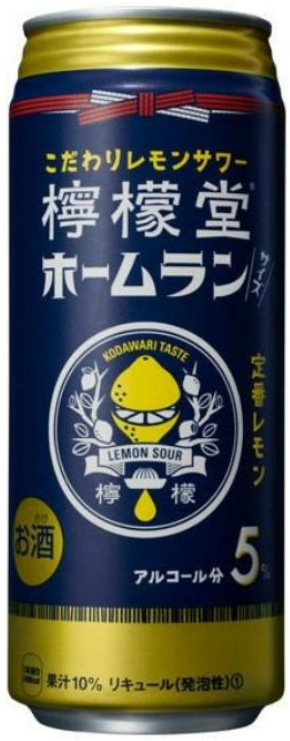 こだわりレモンサワー
檸檬堂
ホームラン
サイズ
定番レモン
KODAWARI TASTE
LEMON SOUR
檸 檬
さけ
お酒
アルコール分 5%
果汁10% リキュール(発泡性)①